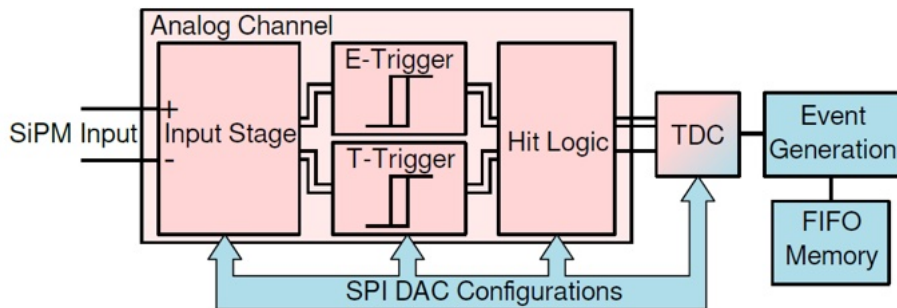 Analog Channel
E-Trigger
T-Trigger
SiPM Input
+
-
Input Stage
Hit Logic
TDC
Event
Generation
FIFO
Memory
SPI DAC Configurations